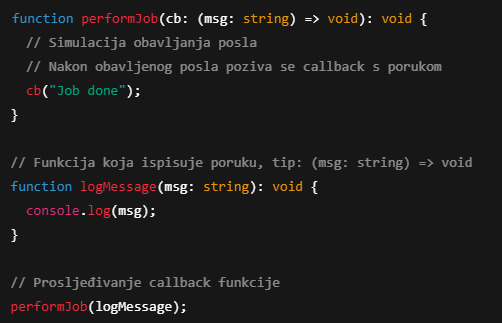 function performJob(cb: (msg: string) => void): void {
  // Simulacija obavljanja posla
  // Nakon obavljenog posla poziva se callback s porukom
  cb("Job done");
}

// Funkcija koja ispisuje poruku, tip: (msg: string) => void
function logMessage(msg: string): void {
  console.log(msg);
}

// Prosljeđivanje callback funkcije
performJob(logMessage);